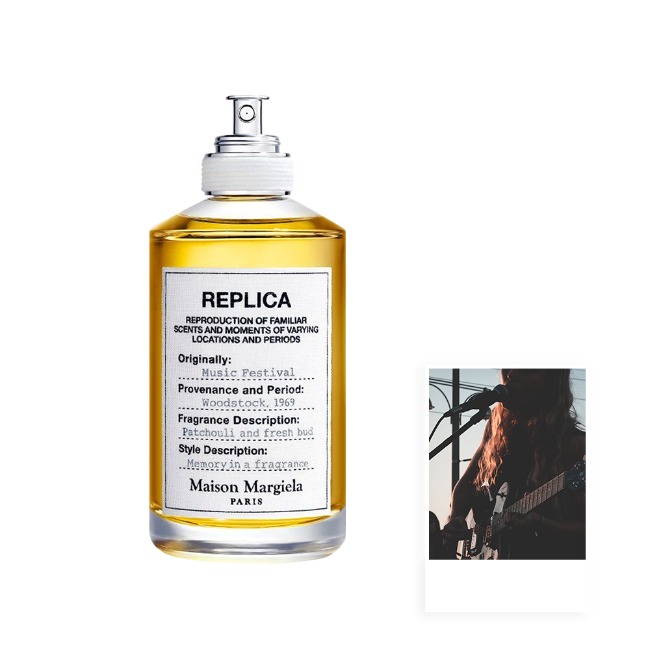 REPLICA
REPRODUCTION OF FAMILIAR
SCENTS AND MOMENTS OF VARYING
LOCATIONS AND PERIODS
Originally:
Music Festival
Provenance and Period:
Woodstock, 1969
Fragrance Description:
Patchouli and fresh bud
Style Description:
Memory in a fragrance
Maison Margiela
PARIS